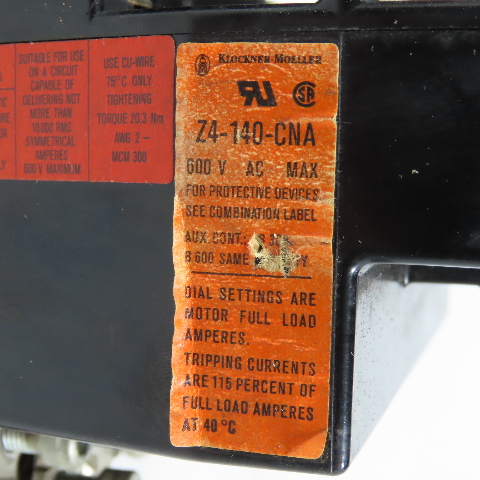 SUITABLE FOR USE
ON A CIRCUIT
CAPABLE OF
DELIVERING NOT
MORE THAN
10,000 RMS
SYMMETRICAL
AMPERES
600 V MAXIMUM
USE CU-WIRE
75°C. ONLY
TIGHTENING
TORQUE 20,3 Nm
AWG 2 –
MCM 300
KLOCKNER-MOELLER
Z4-140-CNA
600 V AC MAX
FOR PROTECTIVE DEVICES
SEE COMBINATION LABEL
AUX. CONT.
B 600 SAME
DIAL SETTINGS ARE
MOTOR FULL LOAD
AMPERES.
TRIPPING CURRENTS
ARE 115 PERCENT OF
FULL LOAD AMPERES
AT 40 °C